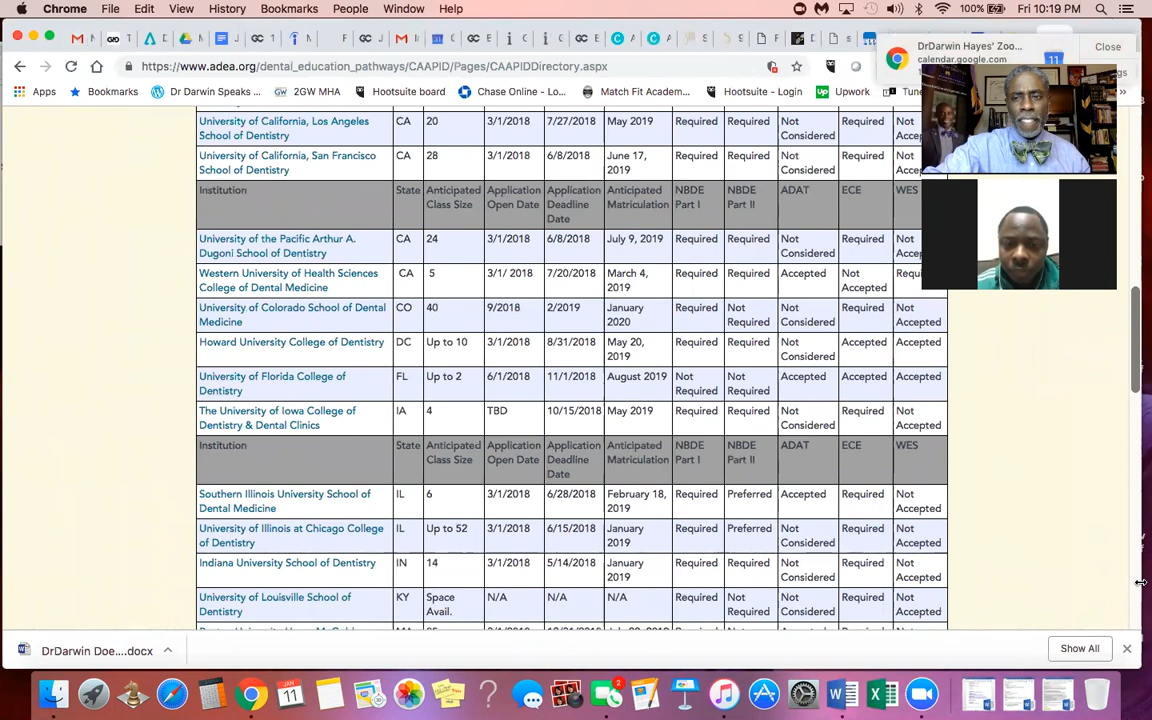 Chrome File Edit View History Bookmarks People Window Help 100% Fri 10:19 PM
DrDarwin Hayes' Zoo...
calendar.google.com
Close
https://www.adea.org/dental_education_pathways/CAAPID/Pages/CAAPIDDirectory.aspx
Apps Bookmarks Dr Darwin Speaks ... 2GW MHA Hootsuite board Chase Online - Lo... Match Fit Academ... Hootsuite - Login Upwork Tune
University of California, Los Angeles CA 20 3/1/2018 7/27/2018 May 2019 Required Required Not Required Not
School of Dentistry Considered
University of California, San Francisco CA 28 3/1/2018 6/8/2018 June 17, Required Required Not Required Not
School of Dentistry 2019 Considered
Institution State Anticipated Application Application Anticipated NBDE NBDE ADAT ECE WES
Class Size Open Date Deadline Matriculation Part I Part II
Date
University of the Pacific Arthur A. CA 24 3/1/2018 6/8/2018 July 9, 2019 Required Required Not Required Not
Dugoni School of Dentistry Considered
Western University of Health Sciences CA 5 3/1/ 2018 7/20/2018 March 4, Required Required Accepted Not Requi
College of Dental Medicine 2019 Accepted
University of Colorado School of Dental CO 40 9/2018 2/2019 January Required Not Not Required Not
Medicine 2020 Required Considered Accepted
Howard University College of Dentistry DC Up to 10 3/1/2018 8/31/2018 May 20, Required Required Not Accepted Accepted
2019 Considered
University of Florida College of FL Up to 2 6/1/2018 11/1/2018 August 2019 Not Not Accepted Accepted Accepted
Dentistry Required Required
The University of Iowa College of IA 4 TBD 10/15/2018 May 2019 Required Required Not Required Not
Dentistry & Dental Clinics Considered Accepted
Institution State Anticipated Application Application Anticipated NBDE NBDE ADAT ECE WES
Class Size Open Date Deadline Matriculation Part I Part II
Date
Southern Illinois University School of IL 6 3/1/2018 6/28/2018 February 18, Required Preferred Accepted Required Not
Dental Medicine 2019 Accepted
University of Illinois at Chicago College IL Up to 52 3/1/2018 6/15/2018 January Required Preferred Not Required Not
of Dentistry 2019 Considered Accepted
Indiana University School of Dentistry IN 14 3/1/2018 5/14/2018 January Required Required Not Required Not
2019 Considered Accepted
University of Louisville School of KY Space N/A N/A N/A Required Not Not Required Not
Dentistry Avail. Required Considered Accepted
DrDarwin Doe....docx Show All